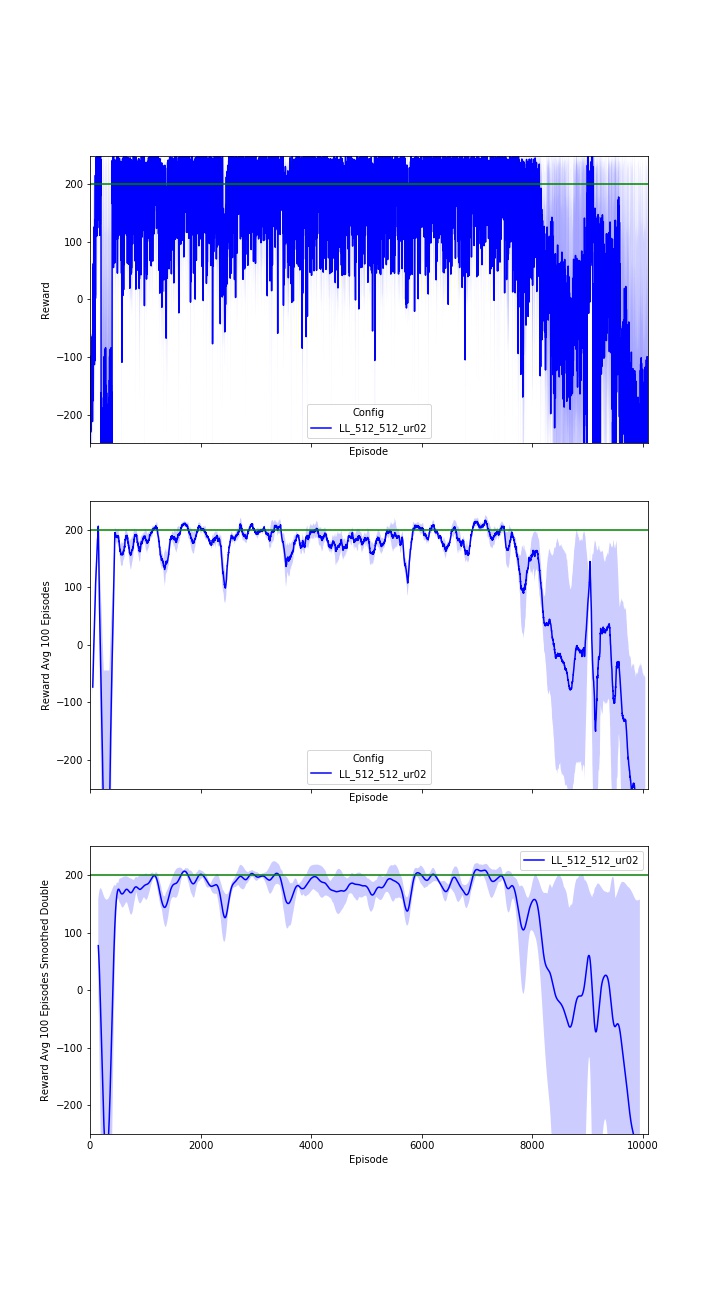 200
100
0
−100
−200
Reward
Config
LL_512_512_ur02
Episode
200
100
0
−100
−200
Reward Avg 100 Episodes
Config
LL_512_512_ur02
Episode
LL_512_512_ur02
200
100
0
−100
−200
Reward Avg 100 Episodes Smoothed Double
0 2000 4000 6000 8000 10000
Episode